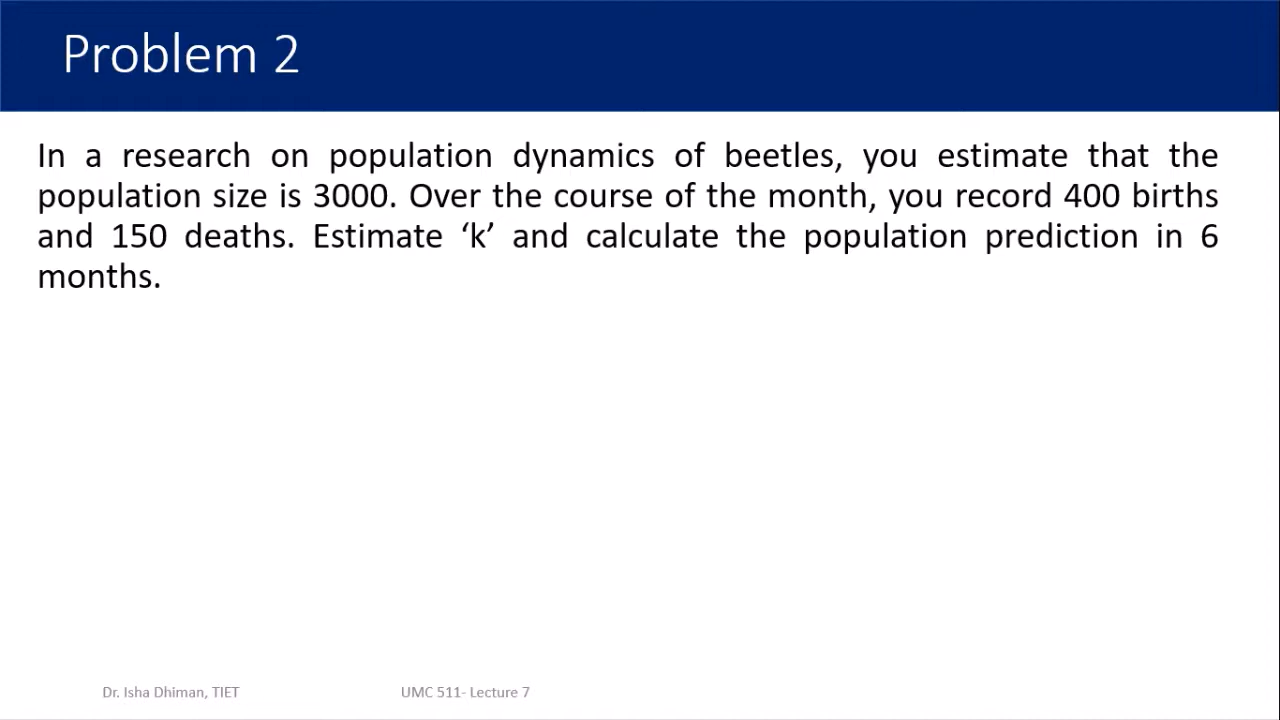 Problem 2
In a research on population dynamics of beetles, you estimate that the
population size is 3000. Over the course of the month, you record 400 births
and 150 deaths. Estimate ‘k’ and calculate the population prediction in 6
months.
Dr. Isha Dhiman, TIET
UMC 511- Lecture 7